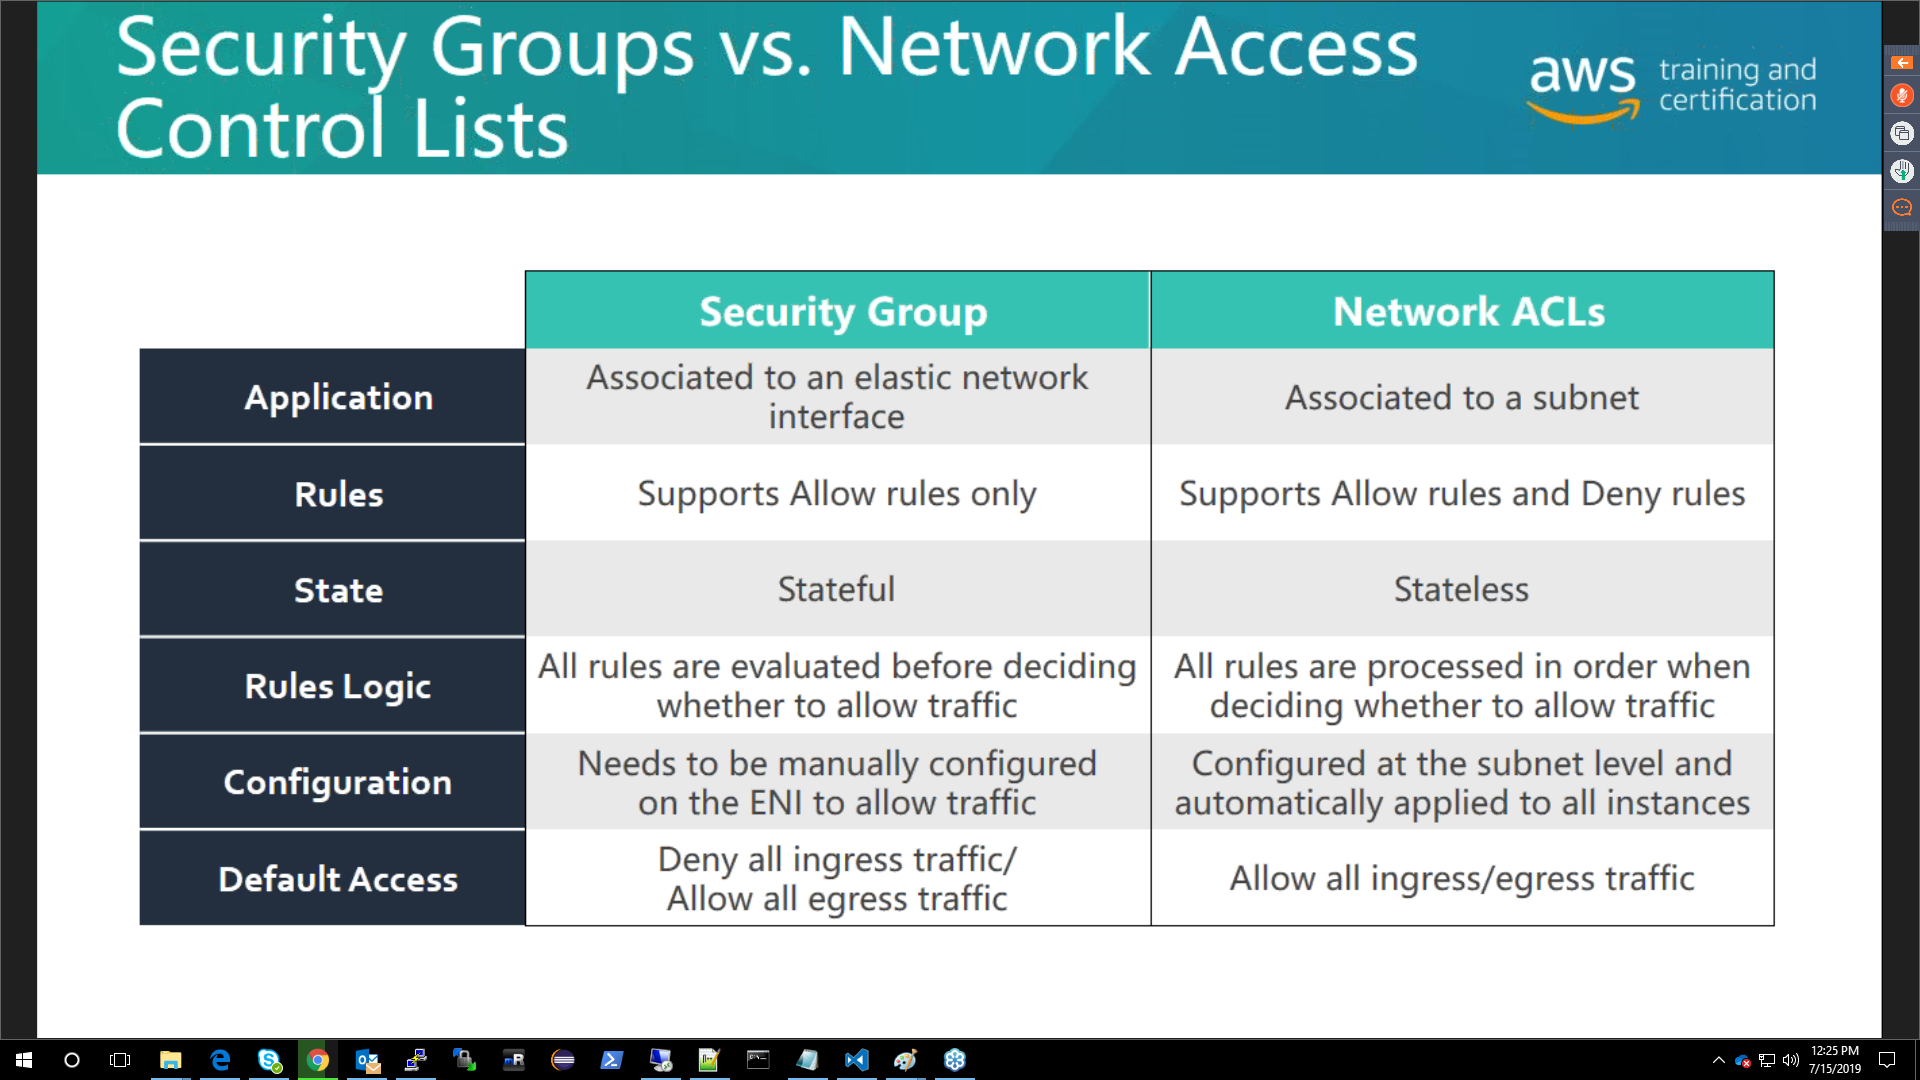 Security Groups vs. Network Access
Control Lists
aws training and
certification
Security Group
Network ACLs
Application
Associated to an elastic network
interface
Associated to a subnet
Rules
Supports Allow rules only
Supports Allow rules and Deny rules
State
Stateful
Stateless
Rules Logic
All rules are evaluated before deciding
whether to allow traffic
All rules are processed in order when
deciding whether to allow traffic
Configuration
Needs to be manually configured
on the ENI to allow traffic
Configured at the subnet level and
automatically applied to all instances
Default Access
Deny all ingress traffic/
Allow all egress traffic
Allow all ingress/egress traffic
12:25 PM
7/15/2019